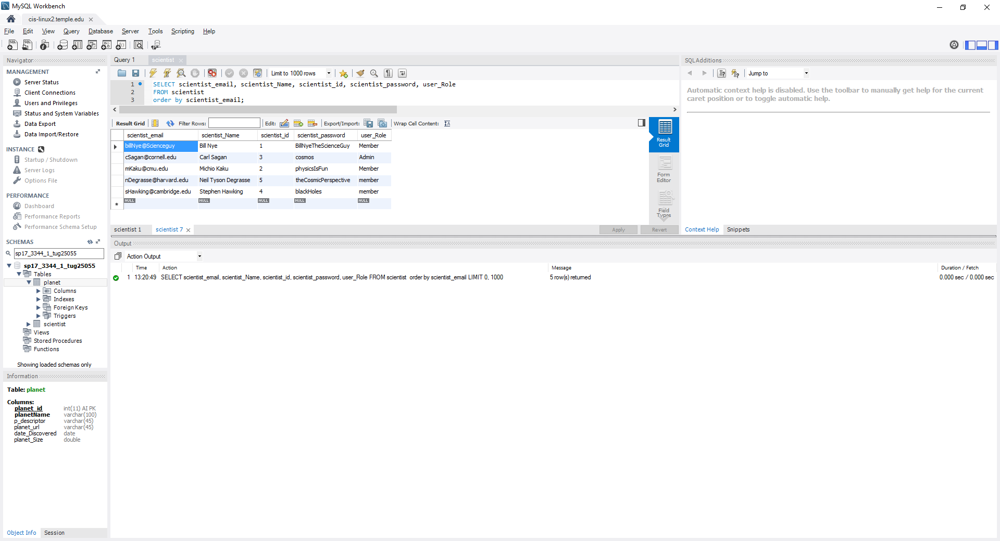 MySQL Workbench
cis-linux2.temple.edu
File Edit View Query Database Server Tools Scripting Help
Navigator
MANAGEMENT
Server Status
Client Connections
Users and Privileges
Status and System Variables
Data Export
Data Import/Restore
INSTANCE
Startup / Shutdown
Server Logs
Options File
PERFORMANCE
Dashboard
Performance Reports
Performance Schema Setup
SCHEMAS
sp17_3344_1_tug25055
sp17_3344_1_tug25055
Tables
planet
Columns
Indexes
Foreign Keys
Triggers
scientist
Views
Stored Procedures
Functions
Showing loaded schemas only
Information
Table: planet
Columns:
planet_id int(11) AI PK
planetName varchar(100)
p_descriptor varchar(45)
planet_url varchar(45)
date_Discovered date
planet_Size double
Object Info Session
Query 1 scientist
Limit to 1000 rows
1 SELECT scientist_email, scientist_Name, scientist_id, scientist_password, user_Role
2 FROM scientist
3 order by scientist_email;
Result Grid Filter Rows: Edit: Export/Import: Wrap Cell Content:
scientist_email scientist_Name scientist_id scientist_password user_Role
billNye@Scienceguy Bill Nye 1 BillNyeTheScienceGuy Member
cSagan@cornell.edu Carl Sagan 3 cosmos Admin
mKaku@cmu.edu Michio Kaku 2 physicsIsFun Member
nDegrasse@harvard.edu Neil Tyson Degrasse 5 theCosmicPerspective member
sHawking@cambridge.edu Stephen Hawking 4 blackHoles member
NULL NULL NULL NULL NULL
Result
Grid
Form
Editor
Field
Types
scientist 1 scientist 7 Apply Revert
SQLAdditions
Jump to
Automatic context help is disabled. Use the toolbar to manually get help for the current
caret position or to toggle automatic help.
Context Help Snippets
Output
Action Output
Time Action Message Duration / Fetch
1 13:20:49 SELECT scientist_email, scientist_Name, scientist_id, scientist_password, user_Role FROM scientist order by scientist_email LIMIT 0, 1000 5 row(s) returned 0.000 sec / 0.000 sec